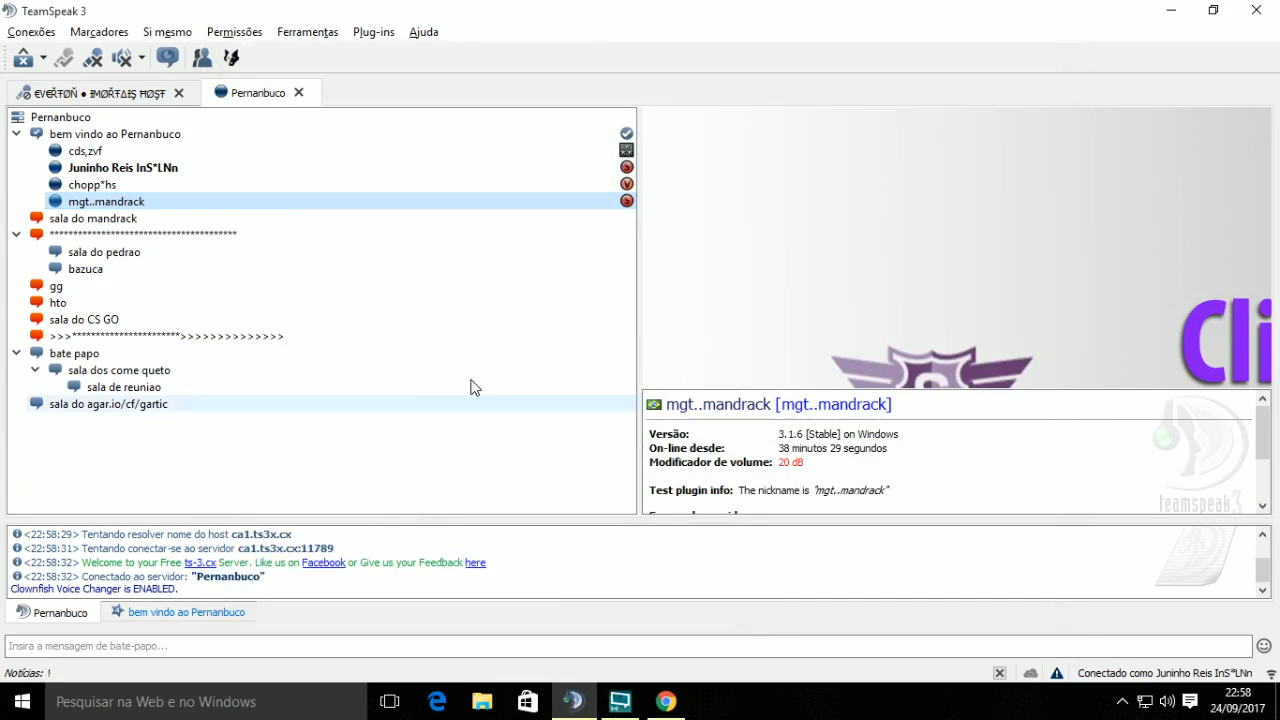 TeamSpeak 3
Conexões Marcadores Si mesmo Permissões Ferramentas Plug-ins Ajuda
Pernanbuco
Pernanbuco
bem vindo ao Pernanbuco
cds,zvf
Juninho Reis InS*LNn
S
chopp*hs
V
mgt..mandrack
S
sala do mandrack
sala do pedrao
bazuca
gg
hto
sala do CS GO
bate papo
sala dos come queto
sala de reuniao
sala do agar.io/cf/gartic
Cli
mgt..mandrack [mgt..mandrack]
Versão: 3.1.6 [Stable] on Windows
On-line desde: 38 minutos 29 segundos
Modificador de volume: 20 dB
Test plugin info: The nickname is "mgt..mandrack"
teamspeak3
<22:58:29> Tentando resolver nome do host ca1.ts3x.cx
<22:58:31> Tentando conectar-se ao servidor ca1.ts3x.cx:11789
<22:58:32> Welcome to your Free ts-3.cx Server. Like us on Facebook or Give us your Feedback here
<22:58:32> Conectado ao servidor: "Pernanbuco"
Clownfish Voice Changer is ENABLED.
Pernanbuco bem vindo ao Pernanbuco
Insira a mensagem de bate-papo...
Notícias: ! Conectado como Juninho Reis InS*LNn
Pesquisar na Web e no Windows
22:58
24/09/2017